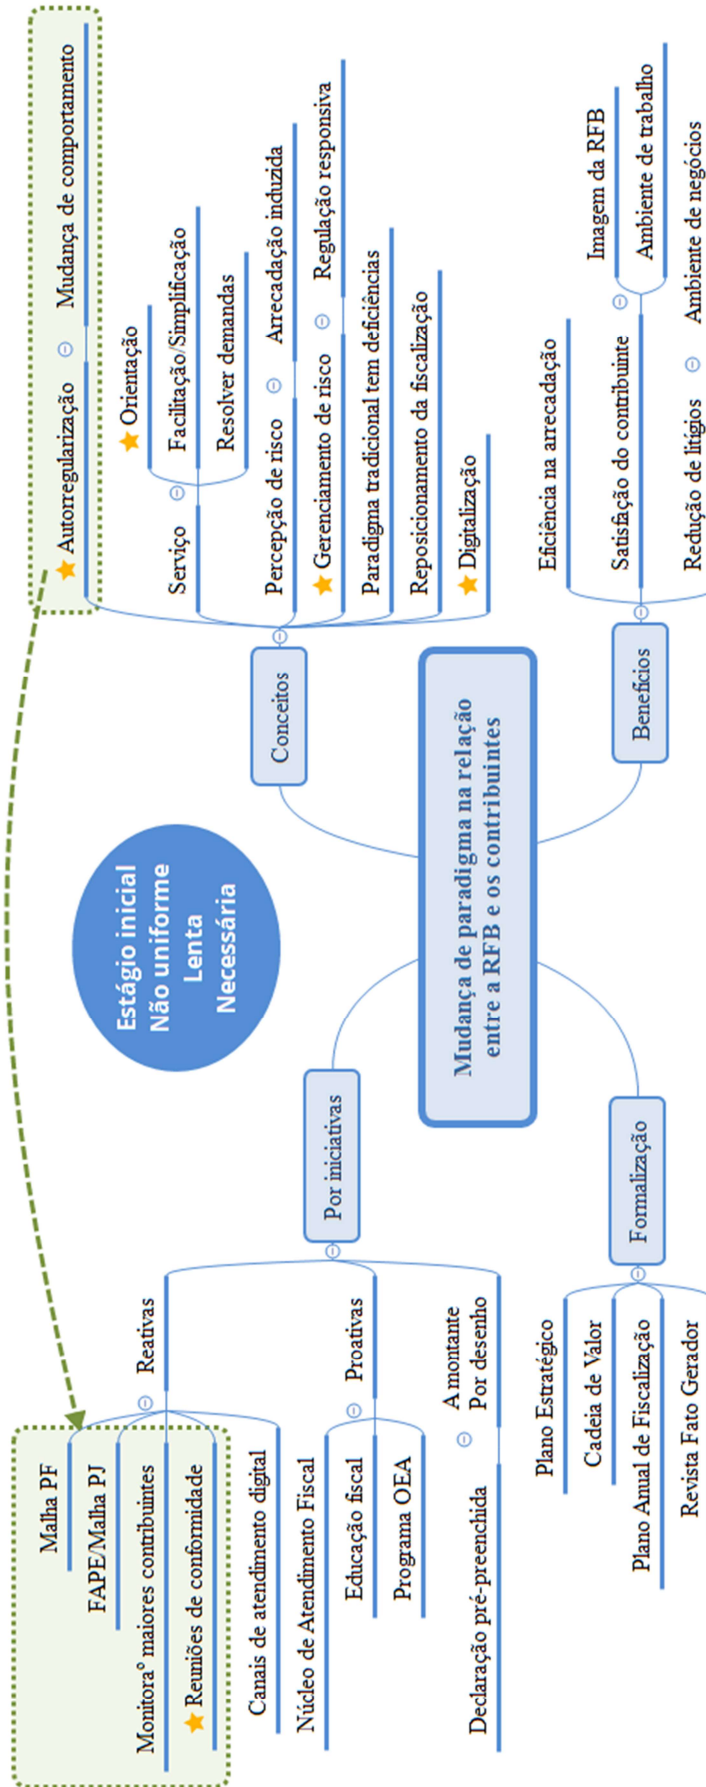 Malha PF
FAPE/Malha PJ
Monitoraº maiores contribuintes
Reuniões de conformidade
Canais de atendimento digital
Reativas
Núcleo de Atendimento Fiscal
Educação fiscal
Programa OEA
Proativas
Declaração pré-preenchida
A montante
Por desenho
Por iniciativas
Estágio inicial
Não uniforme
Lenta
Necessária
Autorregularização
Mudança de comportamento
Serviço
Orientação
Facilitação/Simplificação
Resolver demandas
Percepção de risco
Arrecadação induzida
Gerenciamento de risco
Regulação responsiva
Paradigma tradicional tem deficiências
Reposicionamento da fiscalização
Digitalização
Conceitos
Mudança de paradigma na relação
entre a RFB e os contribuintes
Plano Estratégico
Cadeia de Valor
Plano Anual de Fiscalização
Revista Fato Gerador
Formalização
Benefícios
Eficiência na arrecadação
Satisfação do contribuinte
Imagem da RFB
Ambiente de trabalho
Redução de litígios
Ambiente de negócios